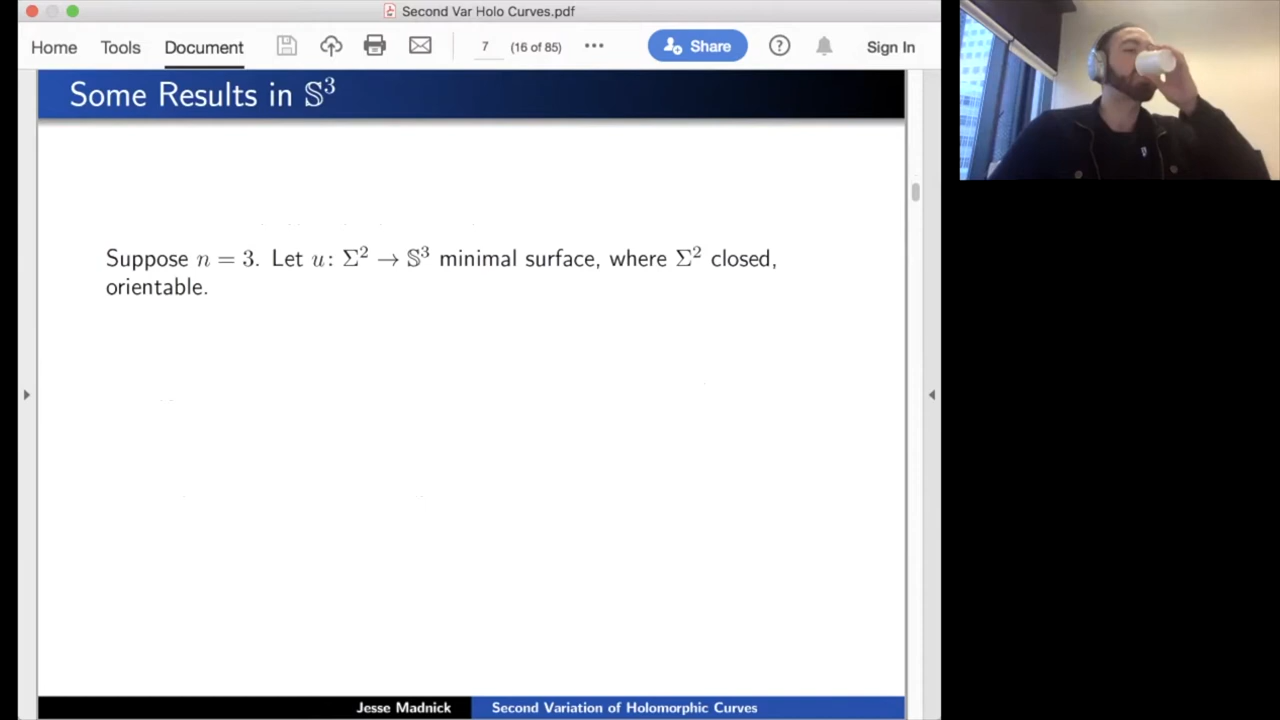 Second Var Holo Curves.pdf
Home Tools Document 7 (16 of 85) ••• Share ? Sign In
Some Results in 𝕊³
Suppose n = 3. Let u: Σ² → 𝕊³ minimal surface, where Σ² closed,
orientable.
Jesse Madnick Second Variation of Holomorphic Curves